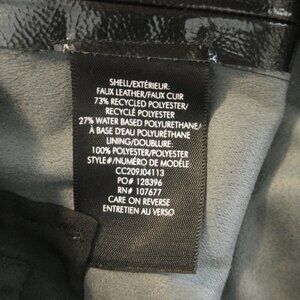 SHELL/EXTÉRIEUR.
FAUX LEATHER/FAUX CUIR
73% RECYCLED POLYESTER/
RECYCLÉ POLYESTER
27% WATER BASED POLYURETHANE/
À BASE D'EAU POLYURÉTHANE
LINING/DOUBLURE:
100% POLYESTER/POLYESTER
STYLE#/NUMÉRO DE MODÈLE:
CC209J04113
PO# 128396
RN# 107677
CARE ON REVERSE
ENTRETIEN AU VERSO